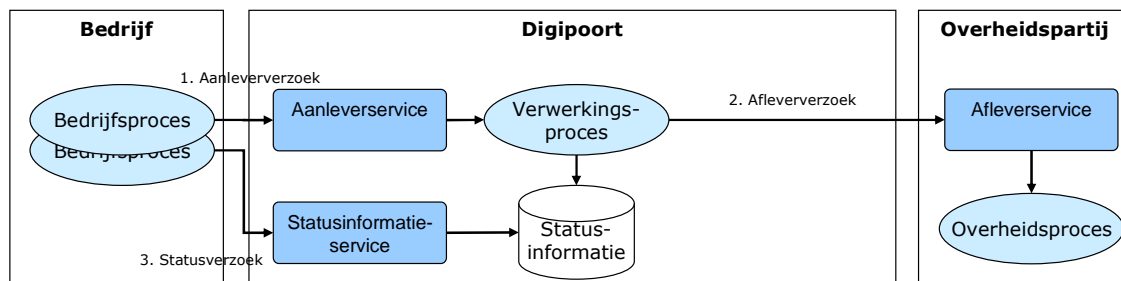 Bedrijf
Digipoort
Overheidspartij
1. Aanleververzoek
Bedrijfsproces
Bedrijfsproces
Aanleverservice
Verwerkings-
proces
2. Afleververzoek
Afleverservice
Statusinformatie-
service
3. Statusverzoek
Status-
informatie
Overheidsproces